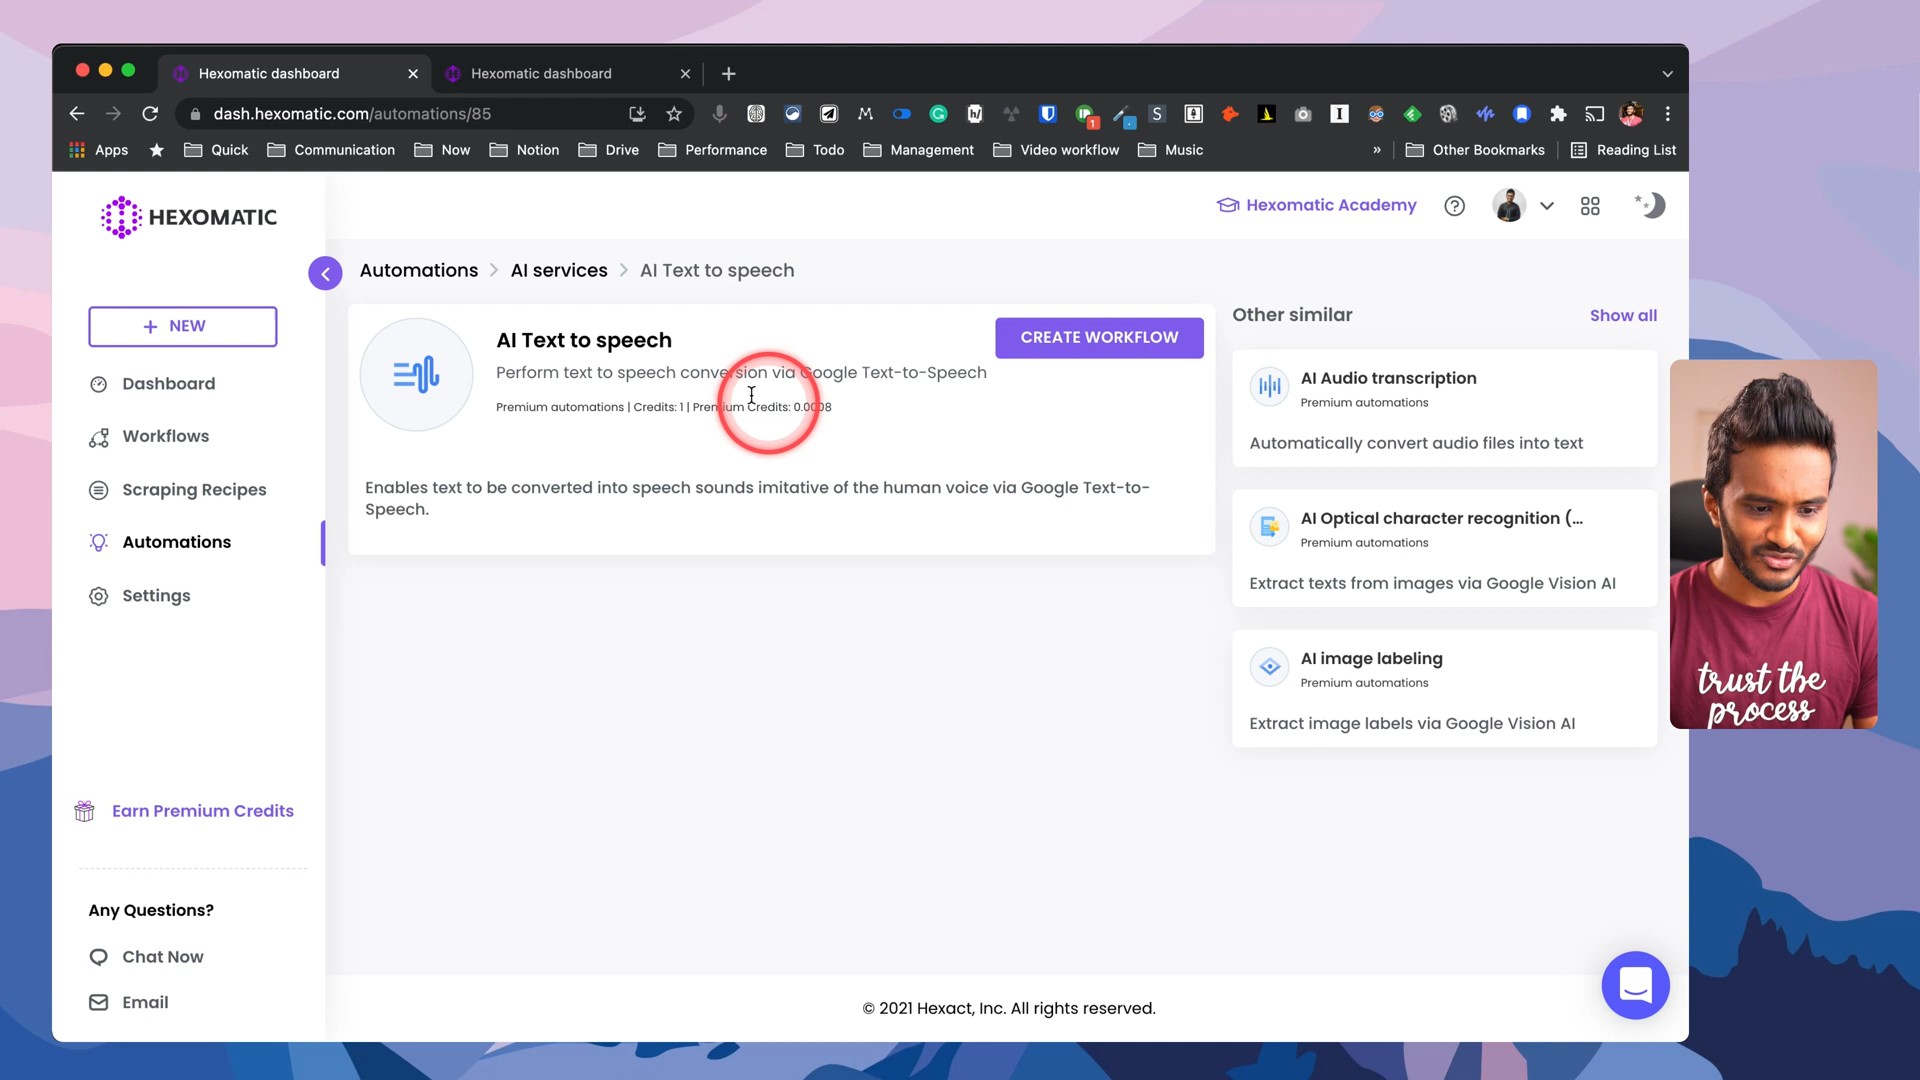 Hexomatic dashboard
Hexomatic dashboard
dash.hexomatic.com/automations/85
Apps
Quick
Communication
Now
Notion
Drive
Performance
Todo
Management
Video workflow
Music
»
Other Bookmarks
Reading List
HEXOMATIC
Hexomatic Academy
Automations > AI services > AI Text to speech
+ NEW
Dashboard
Workflows
Scraping Recipes
Automations
Settings
Earn Premium Credits
Any Questions?
Chat Now
Email
AI Text to speech
CREATE WORKFLOW
Perform text to speech conversion via Google Text-to-Speech
Premium automations | Credits: 1 | Premium Credits: 0.0008
Enables text to be converted into speech sounds imitative of the human voice via Google Text-to-
Speech.
Other similar
Show all
AI Audio transcription
Premium automations
Automatically convert audio files into text
AI Optical character recognition (...
Premium automations
Extract texts from images via Google Vision AI
AI image labeling
Premium automations
Extract image labels via Google Vision AI
trust the
process
© 2021 Hexact, Inc. All rights reserved.